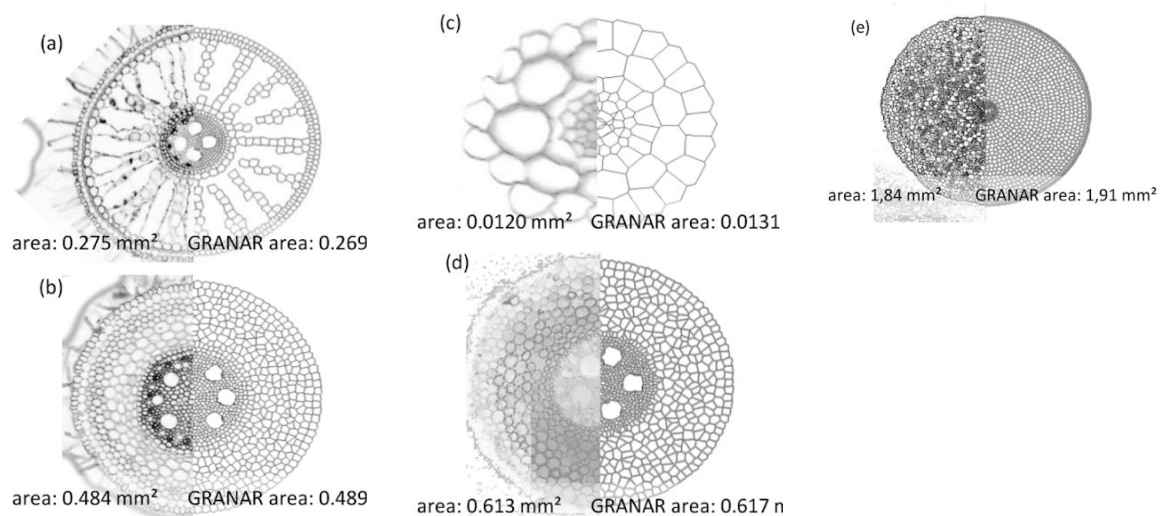 (a)
area: 0.275 mm² GRANAR area: 0.269
(b)
area: 0.484 mm² GRANAR area: 0.489
(c)
area: 0.0120 mm² GRANAR area: 0.0131
(d)
area: 0.613 mm² GRANAR area: 0.617 n
(e)
area: 1,84 mm² GRANAR area: 1,91 mm²